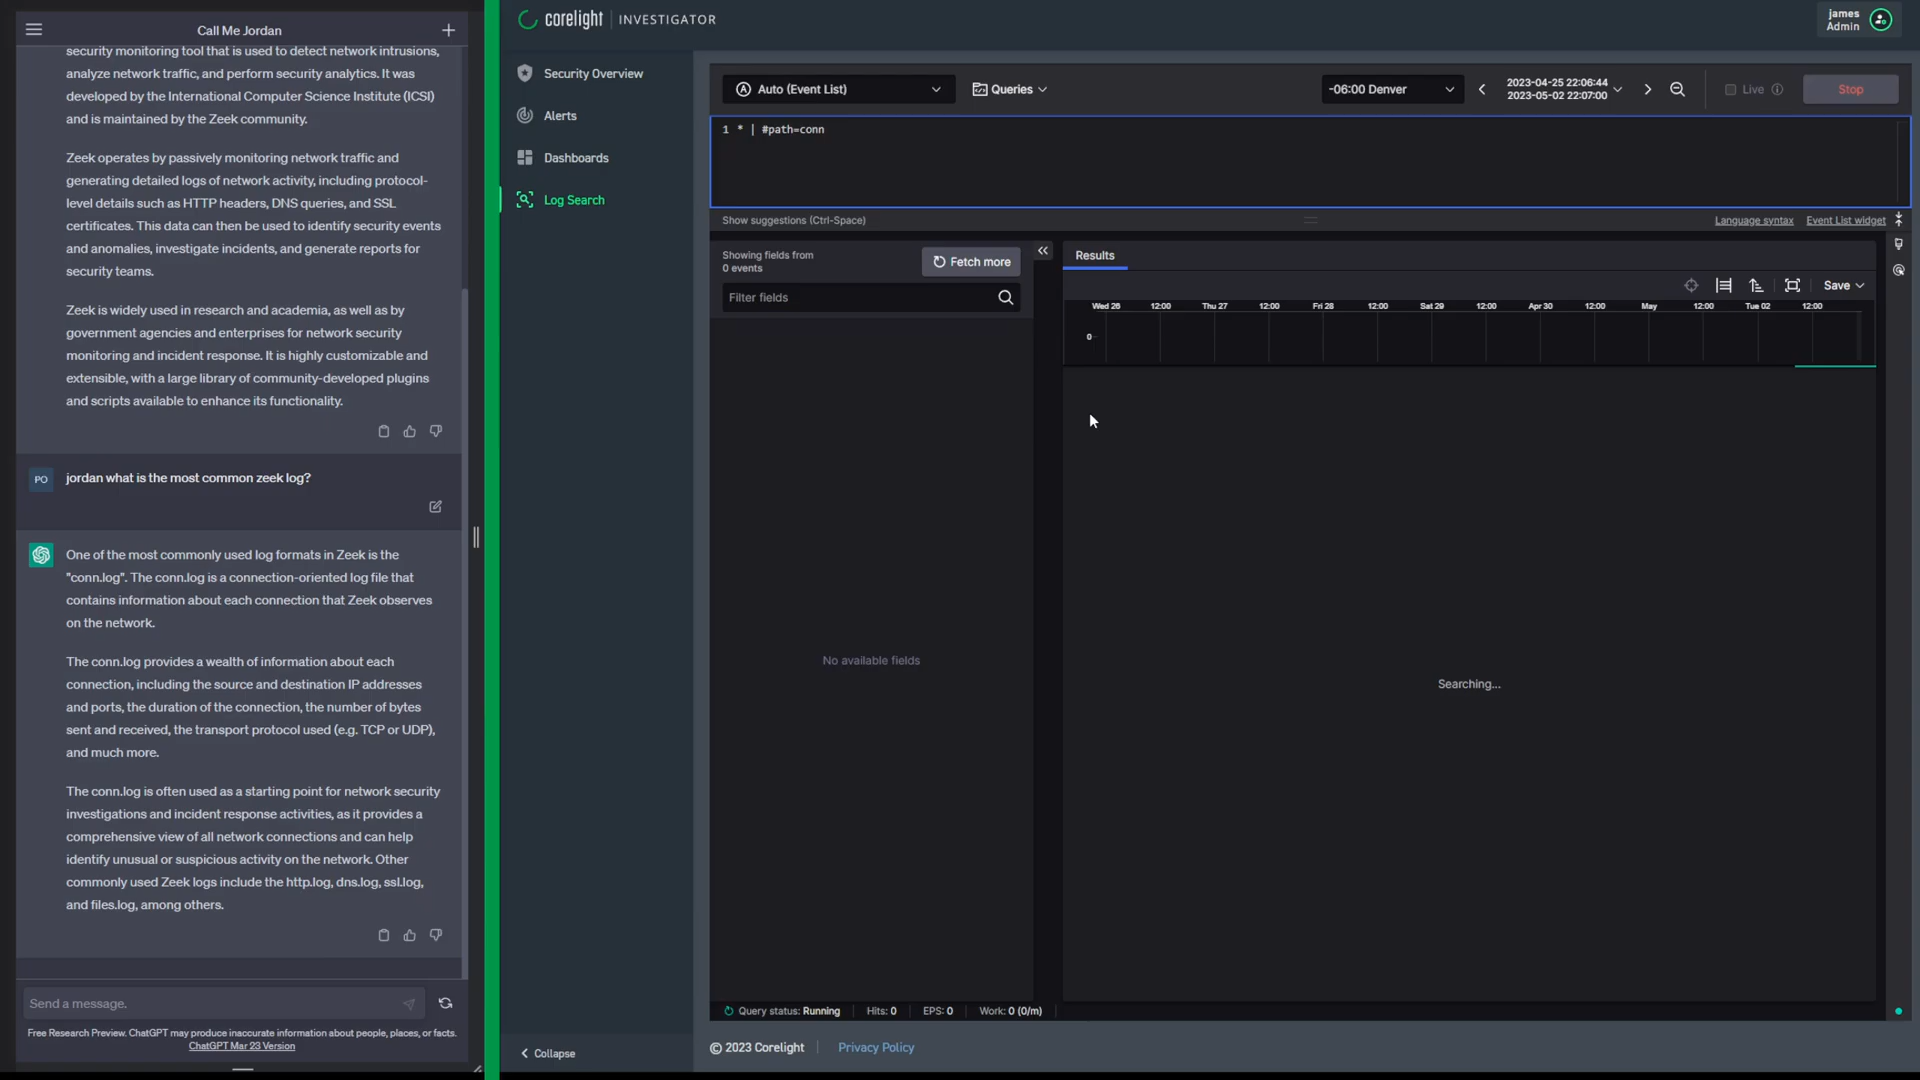 Call Me Jordan
security monitoring tool that is used to detect network intrusions,
analyze network traffic, and perform security analytics. It was
developed by the International Computer Science Institute (ICSI)
and is maintained by the Zeek community.
Zeek operates by passively monitoring network traffic and
generating detailed logs of network activity, including protocol-
level details such as HTTP headers, DNS queries, and SSL
certificates. This data can then be used to identify security events
and anomalies, investigate incidents, and generate reports for
security teams.
Zeek is widely used in research and academia, as well as by
government agencies and enterprises for network security
monitoring and incident response. It is highly customizable and
extensible, with a large library of community-developed plugins
and scripts available to enhance its functionality.
PO
jordan what is the most common zeek log?
One of the most commonly used log formats in Zeek is the
"conn.log". The conn.log is a connection-oriented log file that
contains information about each connection that Zeek observes
on the network.
The conn.log provides a wealth of information about each
connection, including the source and destination IP addresses
and ports, the duration of the connection, the number of bytes
sent and received, the transport protocol used (e.g. TCP or UDP),
and much more.
The conn.log is often used as a starting point for network security
investigations and incident response activities, as it provides a
comprehensive view of all network connections and can help
identify unusual or suspicious activity on the network. Other
commonly used Zeek logs include the http.log, dns.log, ssl.log,
and files.log, among others.
Send a message.
Free Research Preview. ChatGPT may produce inaccurate information about people, places, or facts.
ChatGPT Mar 23 Version
corelight INVESTIGATOR
james
Admin
Security Overview
Alerts
Dashboards
Log Search
Collapse
Auto (Event List)
Queries
-06:00 Denver
2023-04-25 22:06:44
2023-05-02 22:07:00
Live
Stop
1 * | #path=conn
Show suggestions (Ctrl-Space)
Language syntax
Event List widget
Showing fields from
0 events
Fetch more
Filter fields
No available fields
Results
Save
Wed 26 12:00 Thu 27 12:00 Fri 28 12:00 Sat 29 12:00 Apr 30 12:00 May 12:00 Tue 02 12:00
0
Searching...
Query status: Running Hits: 0 EPS: 0 Work: 0 (0/m)
© 2023 Corelight Privacy Policy